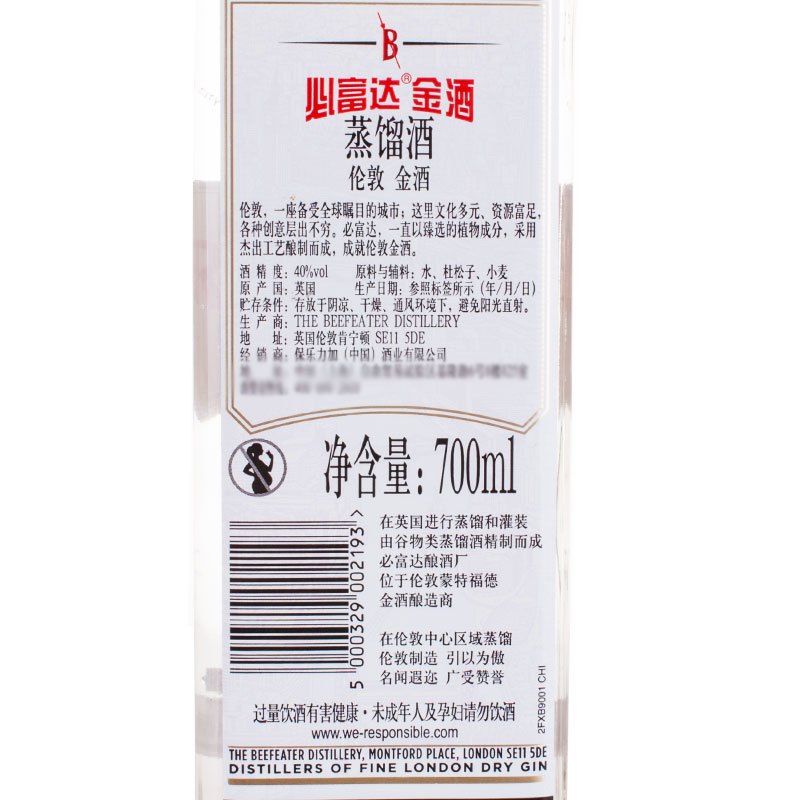 B
必富达®金酒
蒸馏酒
伦敦 金酒
伦敦，一座备受全球瞩目的城市；这里文化多元、资源富足，
各种创意层出不穷。必富达，一直以臻选的植物成分，采用
杰出工艺酿制而成，成就伦敦金酒。
酒 精 度：40%vol 原料与辅料：水、杜松子、小麦
原 产 国：英国 生产日期：参照标签所示（年/月/日）
贮存条件：存放于阴凉、干燥、通风环境下，避免阳光直射。
生 产 商：THE BEEFEATER DISTILLERY
地 址：英国伦敦肯宁顿 SE11 5DE
经 销 商：保乐力加（中国）酒业有限公司
净含量：700ml
在英国进行蒸馏和灌装
由谷物类蒸馏酒精制而成
必富达酿酒厂
位于伦敦蒙特福德
金酒酿造商
在伦敦中心区域蒸馏
伦敦制造 引以为傲
名闻遐迩 广受赞誉
5 000329 002193 >
2FXB9001 CHI
过量饮酒有害健康·未成年人及孕妇请勿饮酒
www.we-responsible.com
THE BEEFEATER DISTILLERY, MONTFORD PLACE, LONDON SE11 5DE
DISTILLERS OF FINE LONDON DRY GIN